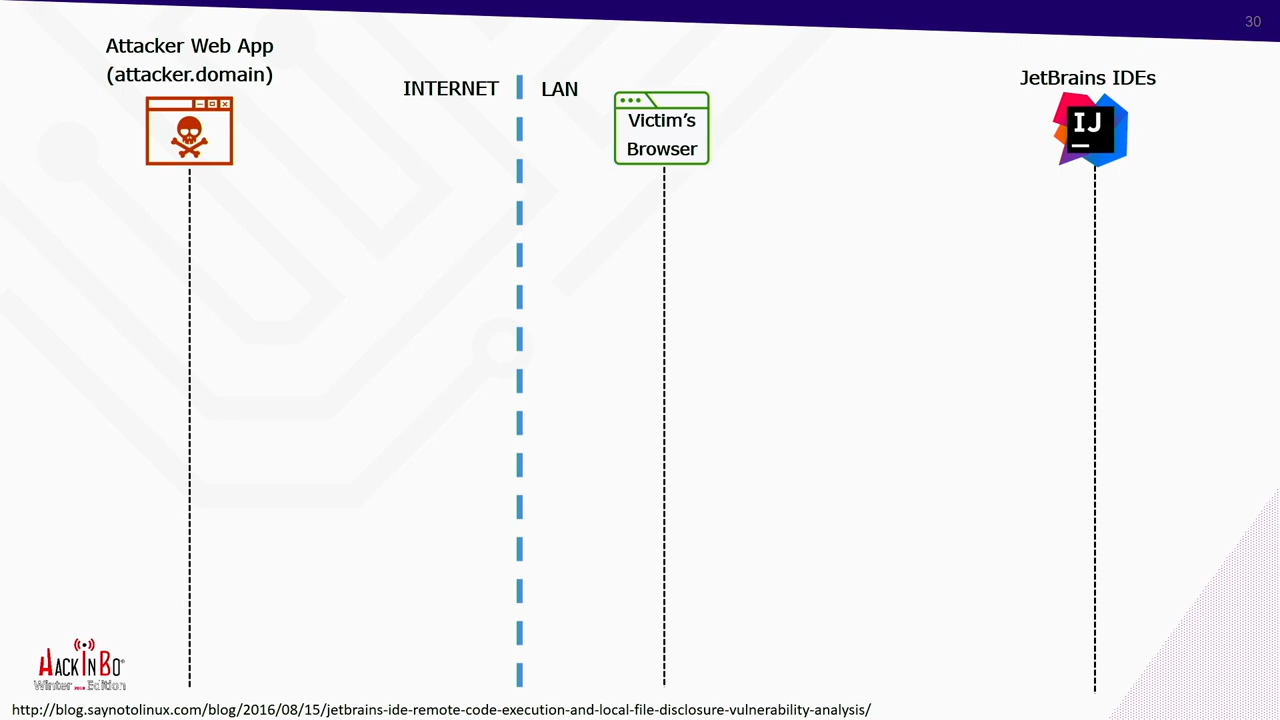 30
Attacker Web App
(attacker.domain)
INTERNET
LAN
Victim's
Browser
JetBrains IDEs
IJ
HACKINBO®
Winter 2018 Edition
http://blog.saynotolinux.com/blog/2016/08/15/jetbrains-ide-remote-code-execution-and-local-file-disclosure-vulnerability-analysis/